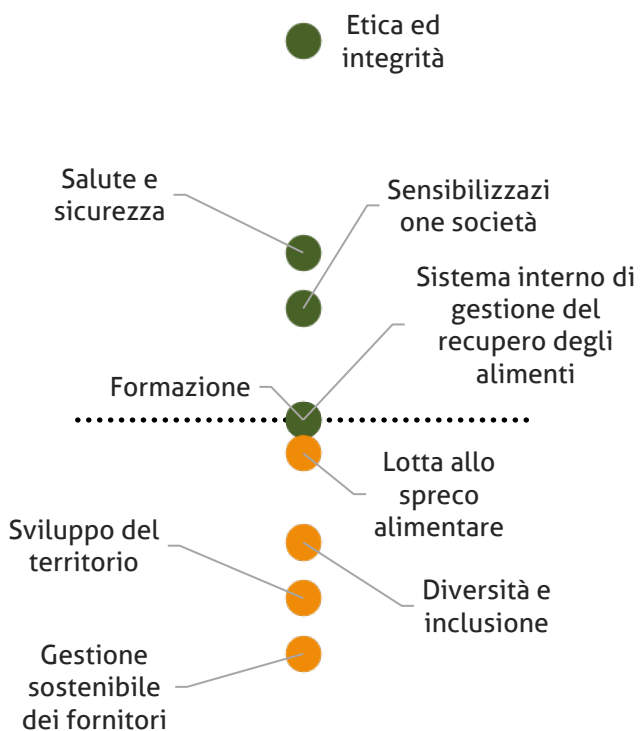 Etica ed
integrità
Salute e
sicurezza
Sensibilizzazi
one società
Sistema interno di
gestione del
recupero degli
alimenti
Formazione
Lotta allo
spreco
alimentare
Sviluppo del
territorio
Diversità e
inclusione
Gestione
sostenibile
dei fornitori